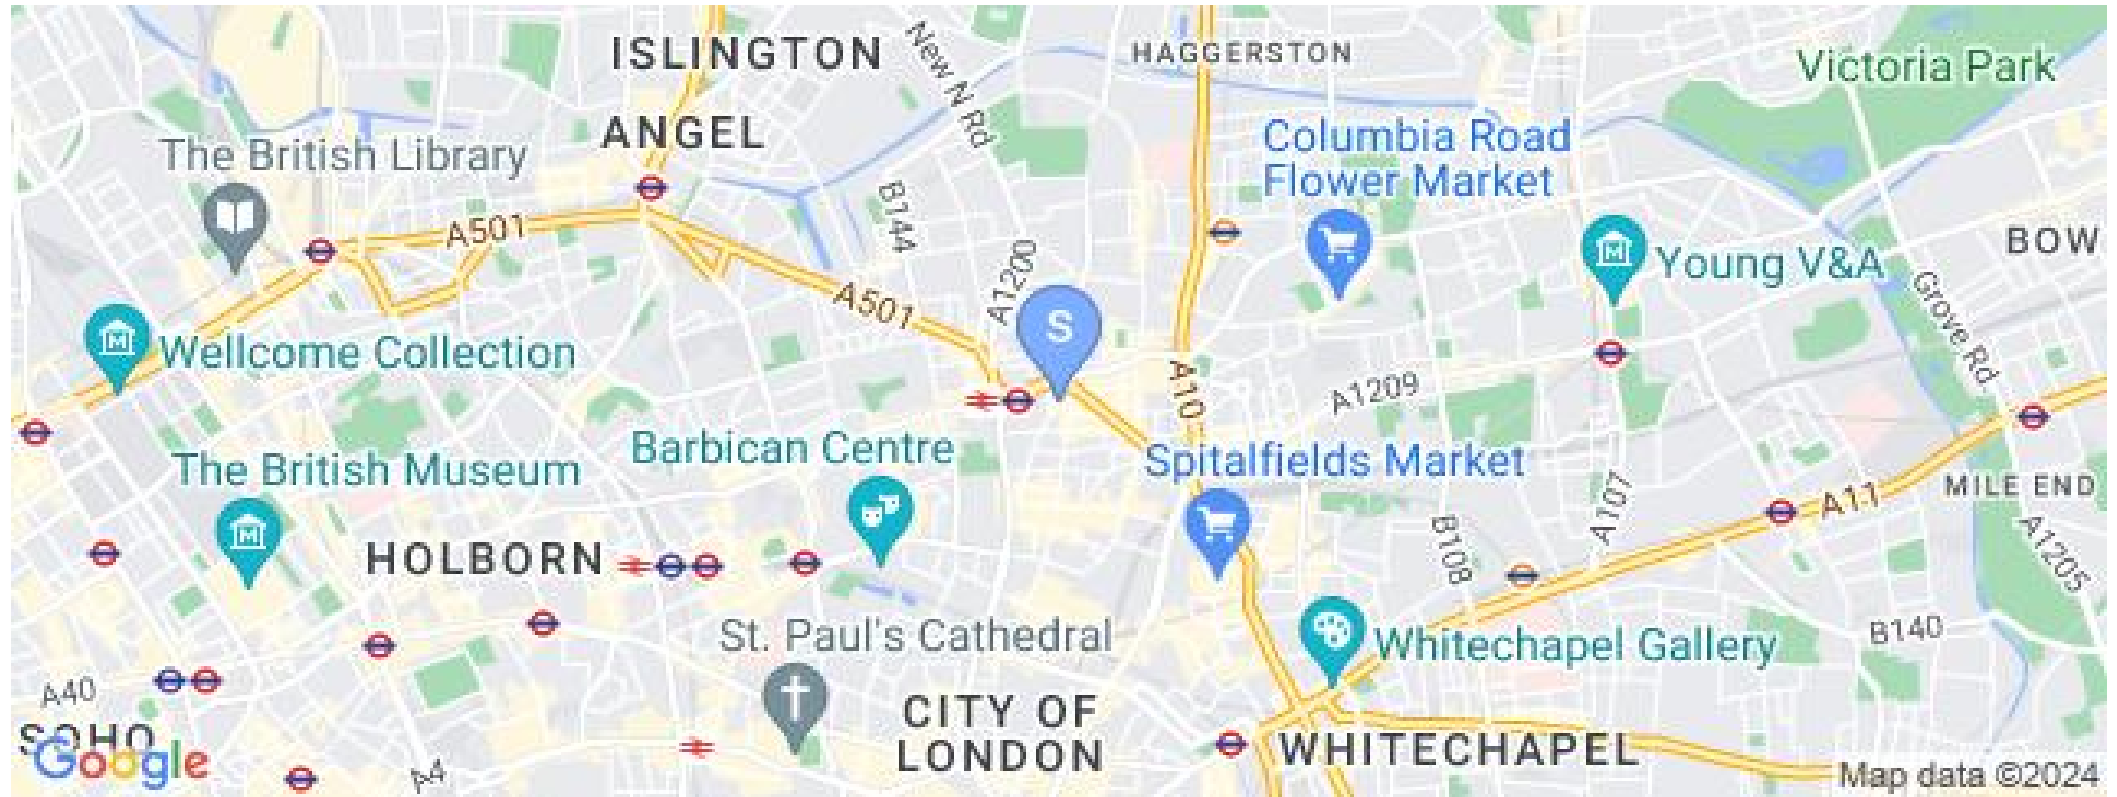 ISLINGTON
New N Rd
HAGGERSTON
Victoria Park
ANGEL
The British Library
Columbia Road
Flower Market
B144
A501
BOW
Young V&A
A1200
Grove Rd
A501
S
Wellcome Collection
A10
A1209
Barbican Centre
Spitalfields Market
The British Museum
MILE END
A107
A11
HOLBORN
B108
A1205
St. Paul's Cathedral
Whitechapel Gallery
B140
A40
CITY OF
LONDON
SOHO
WHITECHAPEL
Google
A4
Map data ©2024